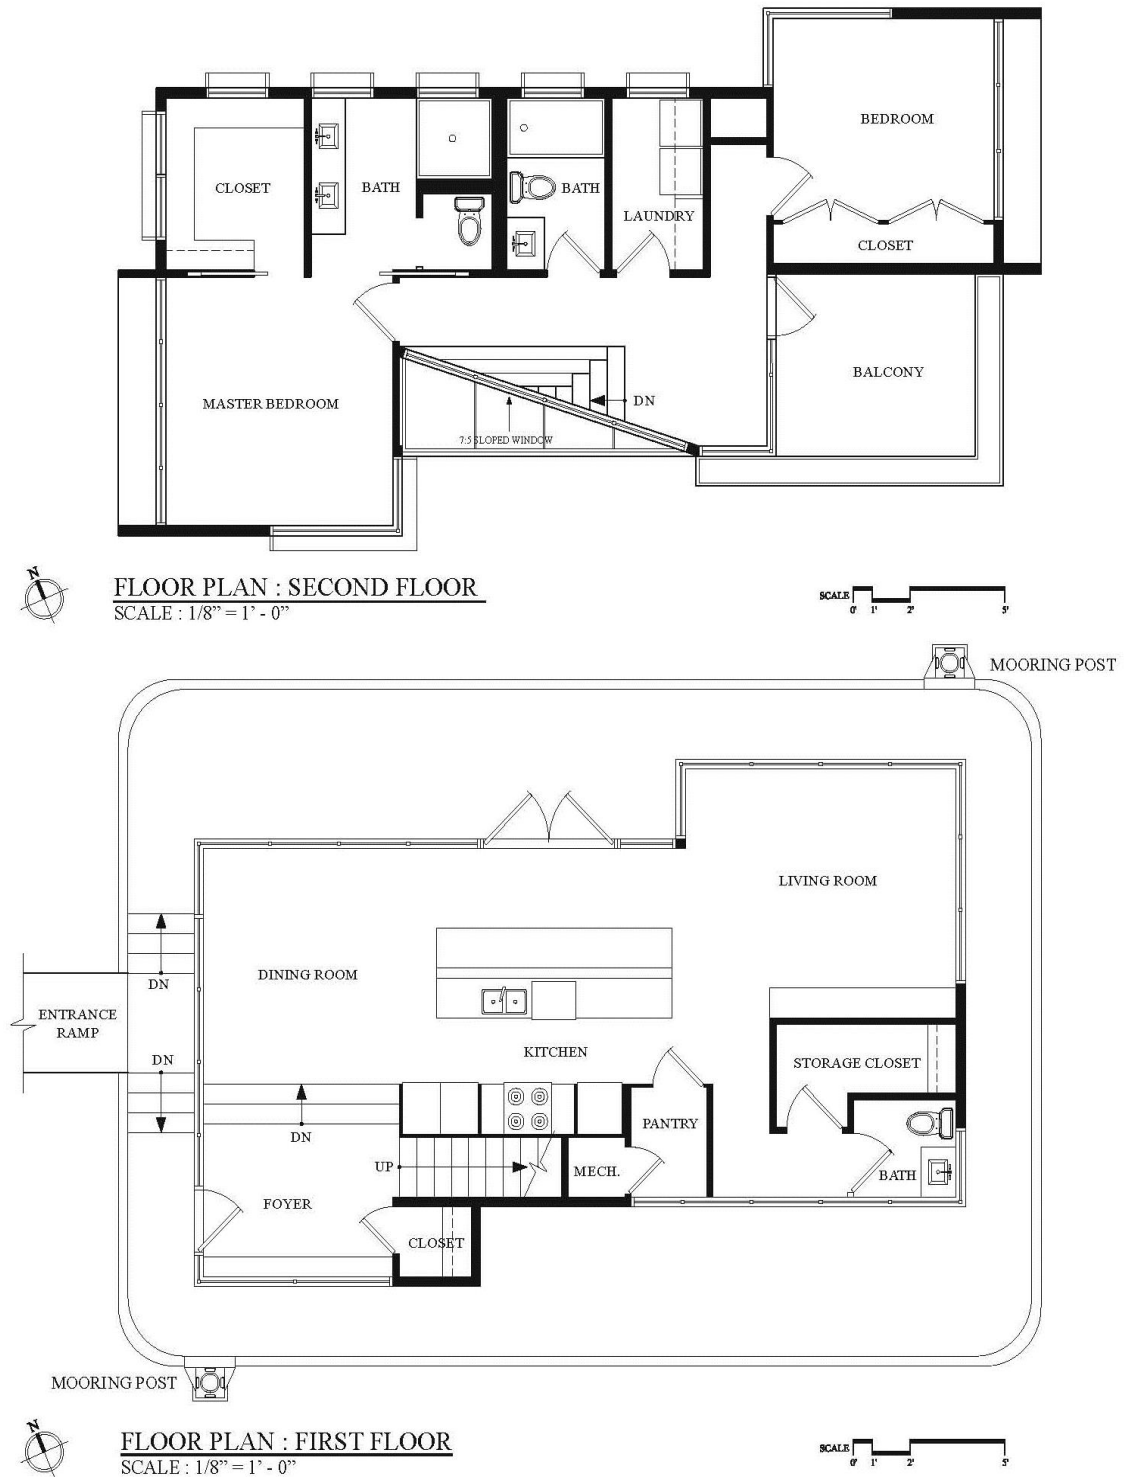 BEDROOM
CLOSET
BATH
BATH
LAUNDRY
CLOSET
BALCONY
MASTER BEDROOM
DN
7:5 SLOPED WINDOW
N
FLOOR PLAN : SECOND FLOOR
SCALE : 1/8” = 1’ - 0”
SCALE
0' 1' 2' 5'
MOORING POST
LIVING ROOM
DINING ROOM
DN
ENTRANCE
RAMP
DN
KITCHEN
STORAGE CLOSET
PANTRY
DN
UP
MECH.
BATH
FOYER
CLOSET
MOORING POST
N
FLOOR PLAN : FIRST FLOOR
SCALE : 1/8” = 1’ - 0”
SCALE
0' 1' 2' 5'